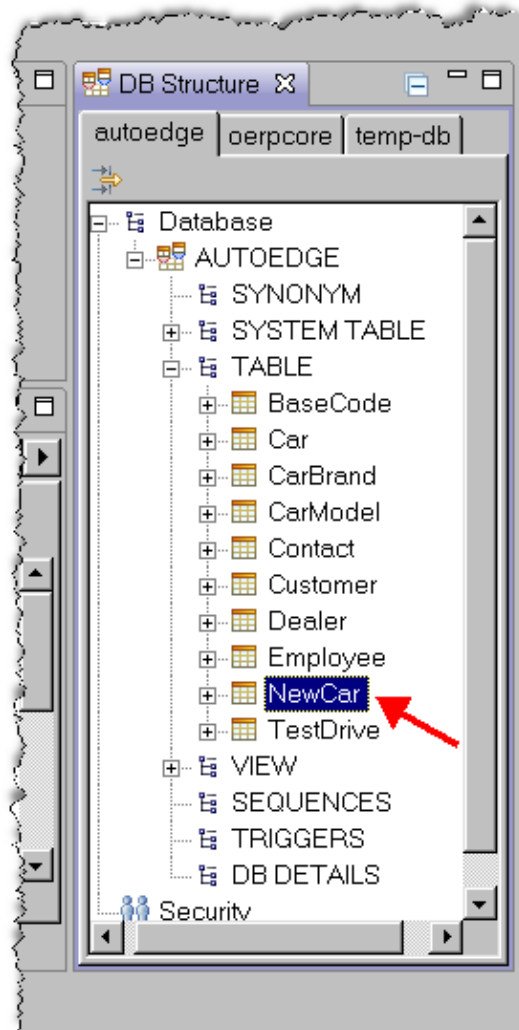 DB Structure
autoedge oerpcore temp-db
Database
AUTOEDGE
SYNONYM
SYSTEM TABLE
TABLE
BaseCode
Car
CarBrand
CarModel
Contact
Customer
Dealer
Employee
NewCar
TestDrive
VIEW
SEQUENCES
TRIGGERS
DB DETAILS
Security